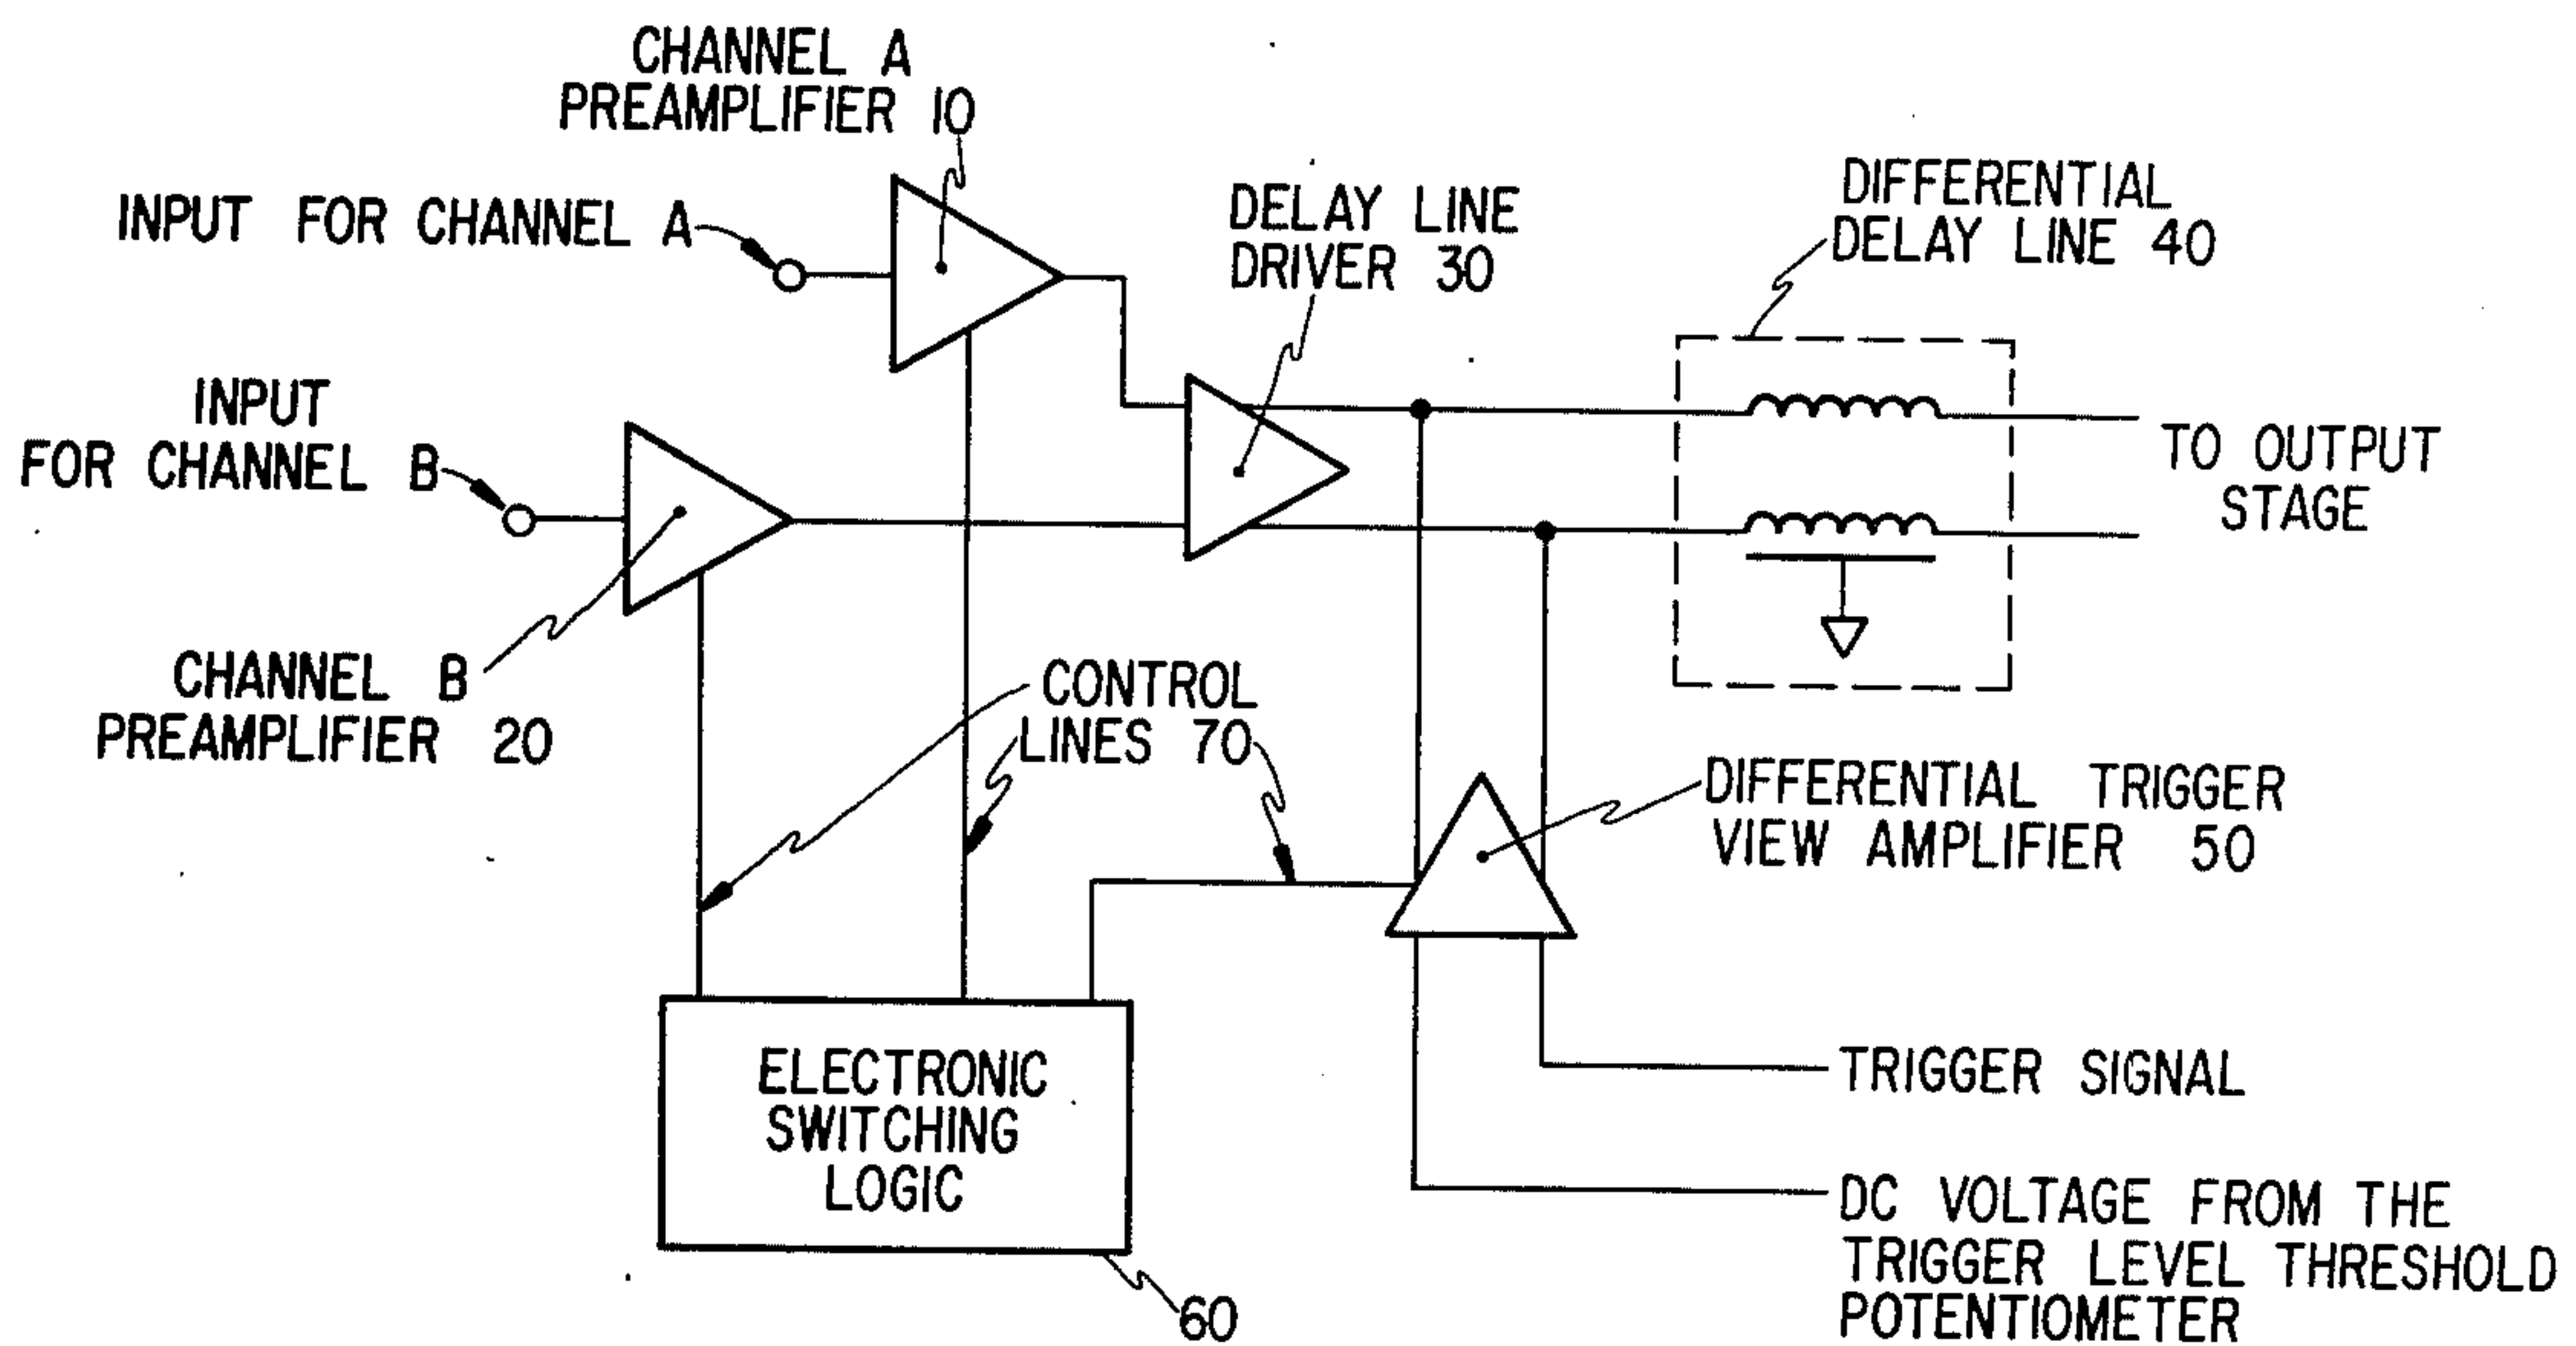 CHANNEL A
PREAMPLIFIER 10
INPUT FOR CHANNEL A
DELAY LINE
DRIVER 30
DIFFERENTIAL
DELAY LINE 40
INPUT
FOR CHANNEL B
TO OUTPUT
STAGE
CHANNEL B
PREAMPLIFIER 20
CONTROL
LINES 70
DIFFERENTIAL TRIGGER
VIEW AMPLIFIER 50
ELECTRONIC
SWITCHING
LOGIC
TRIGGER SIGNAL
DC VOLTAGE FROM THE
TRIGGER LEVEL THRESHOLD
POTENTIOMETER
60